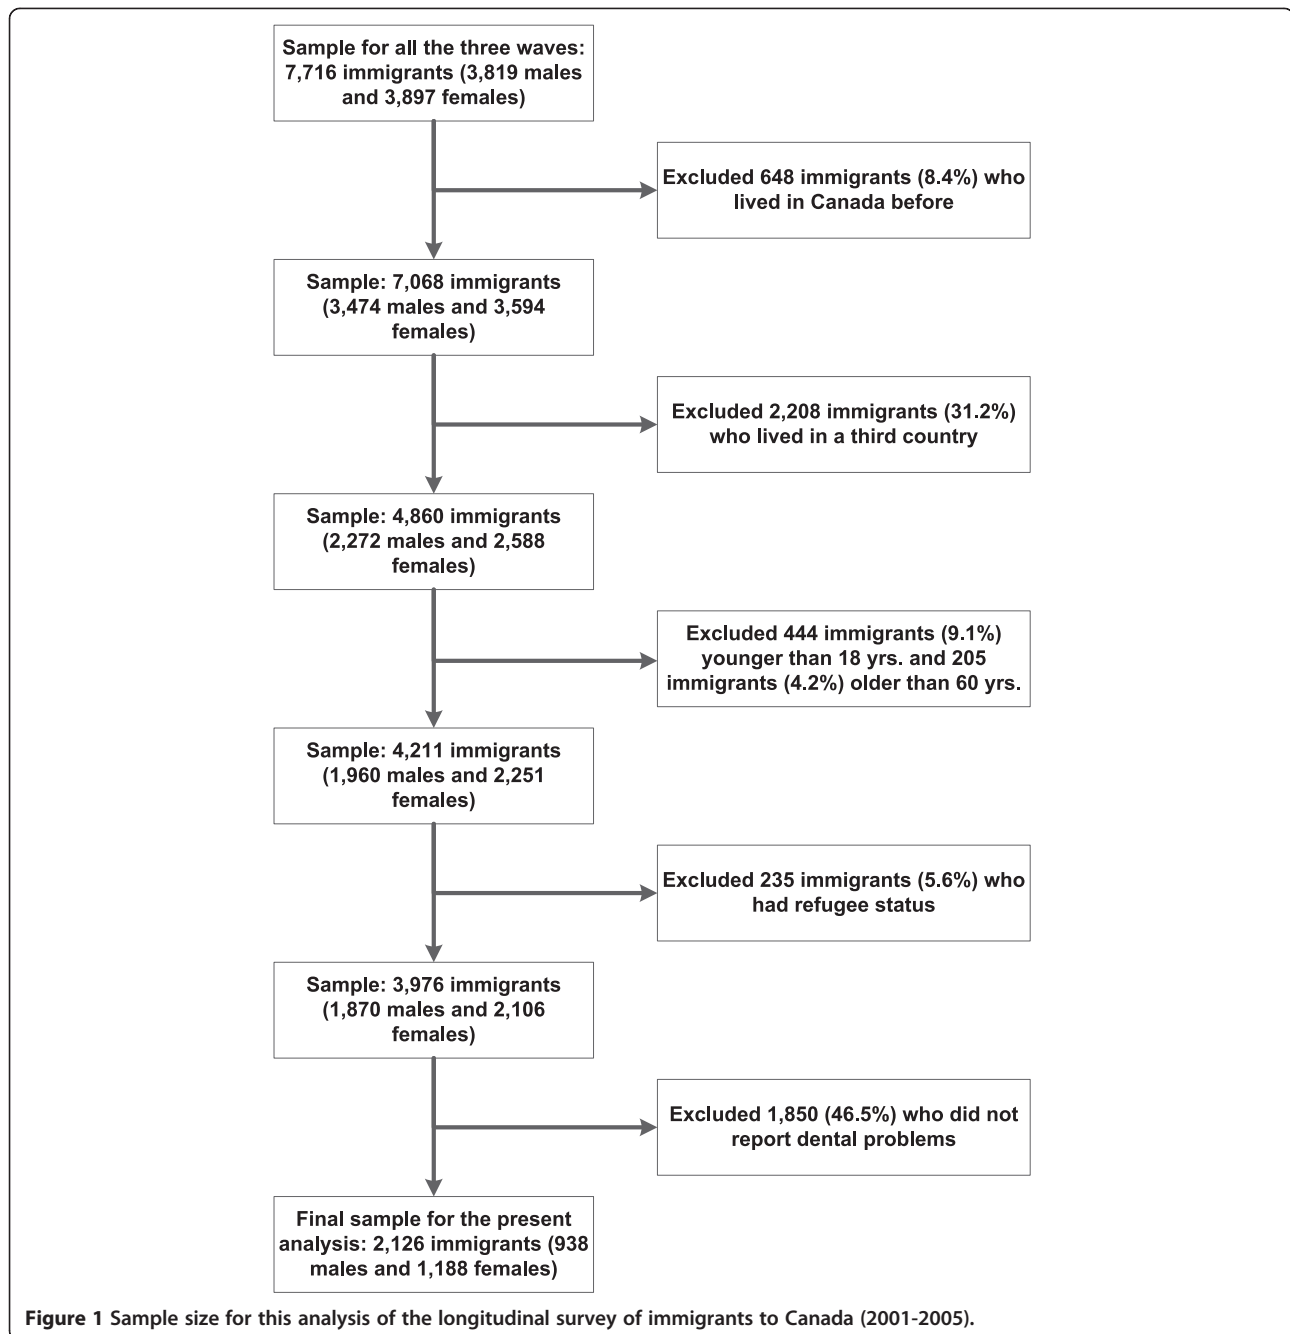 Sample for all the three waves:
7,716 immigrants (3,819 males
and 3,897 females)
Excluded 648 immigrants (8.4%) who
lived in Canada before
Sample: 7,068 immigrants
(3,474 males and 3,594
females)
Excluded 2,208 immigrants (31.2%)
who lived in a third country
Sample: 4,860 immigrants
(2,272 males and 2,588
females)
Excluded 444 immigrants (9.1%)
younger than 18 yrs. and 205
immigrants (4.2%) older than 60 yrs.
Sample: 4,211 immigrants
(1,960 males and 2,251
females)
Excluded 235 immigrants (5.6%) who
had refugee status
Sample: 3,976 immigrants
(1,870 males and 2,106
females)
Excluded 1,850 (46.5%) who did not
report dental problems
Final sample for the present
analysis: 2,126 immigrants (938
males and 1,188 females)
Figure 1 Sample size for this analysis of the longitudinal survey of immigrants to Canada (2001-2005).